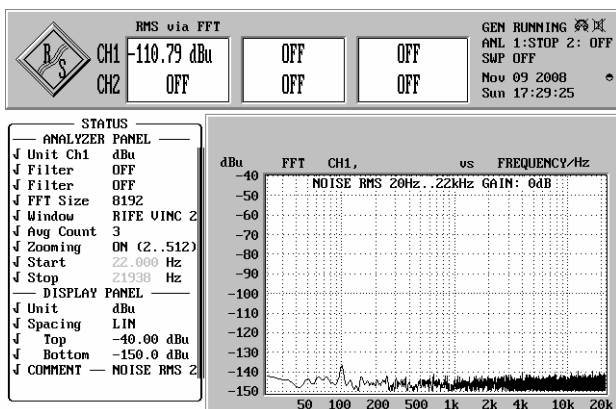 RMS via FFT
GEN RUNNING
R/S CH1 -110.79 dBu OFF OFF
ANL 1:STOP 2: OFF
SWP OFF
CH2 OFF OFF OFF
Nov 09 2008
Sun 17:29:25
STATUS
ANALYZER PANEL
√ Unit Ch1 dBu
√ Filter OFF
√ Filter OFF
√ FFT Size 8192
√ Window RIFE VINC 2
√ Avg Count 3
√ Zooming ON (2..512)
√ Start 22.000 Hz
√ Stop 21938 Hz
DISPLAY PANEL
√ Unit dBu
√ Spacing LIN
√ Top -40.00 dBu
√ Bottom -150.0 dBu
√ COMMENT — NOISE RMS 2
dBu FFT CH1, vs FREQUENCY/Hz
NOISE RMS 20Hz..22kHz GAIN: 0dB
-40
-50
-60
-70
-80
-90
-100
-110
-120
-130
-140
-150
50 100 200 500 1k 2k 4k 10k 20k